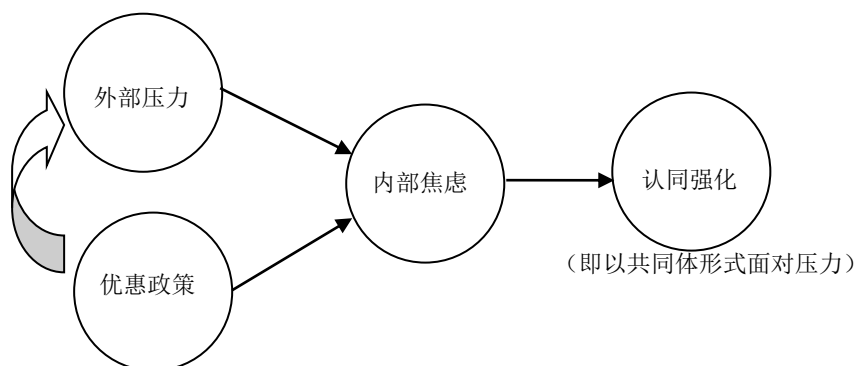 外部压力
内部焦虑
认同强化
（即以共同体形式面对压力）
优惠政策